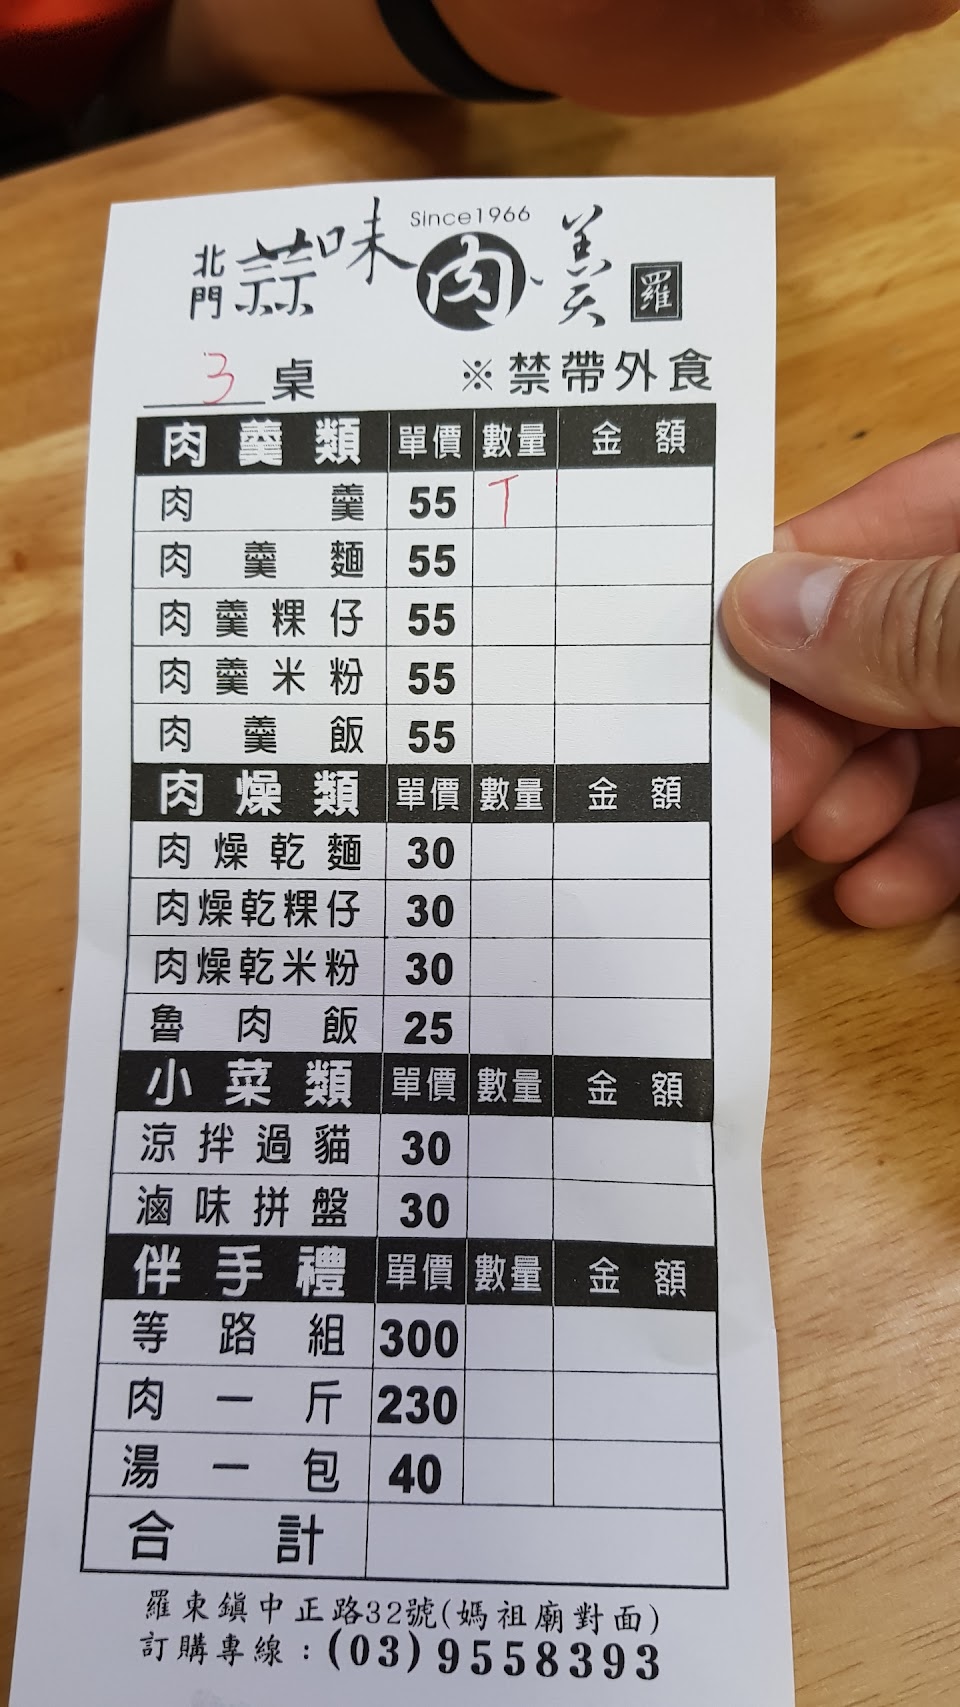 Since1966
北門 蒜味肉羹 羅
3 桌 ※禁帶外食
肉羹類 單價 數量 金額
肉羹 55 T
肉羹麵 55
肉羹粿仔 55
肉羹米粉 55
肉羹飯 55
肉燥類 單價 數量 金額
肉燥乾麵 30
肉燥乾粿仔 30
肉燥乾米粉 30
魯肉飯 25
小菜類 單價 數量 金額
涼拌過貓 30
滷味拼盤 30
伴手禮 單價 數量 金額
等路組 300
肉一斤 230
湯一包 40
合計
羅東鎮中正路32號(媽祖廟對面)
訂購專線：(03)9558393